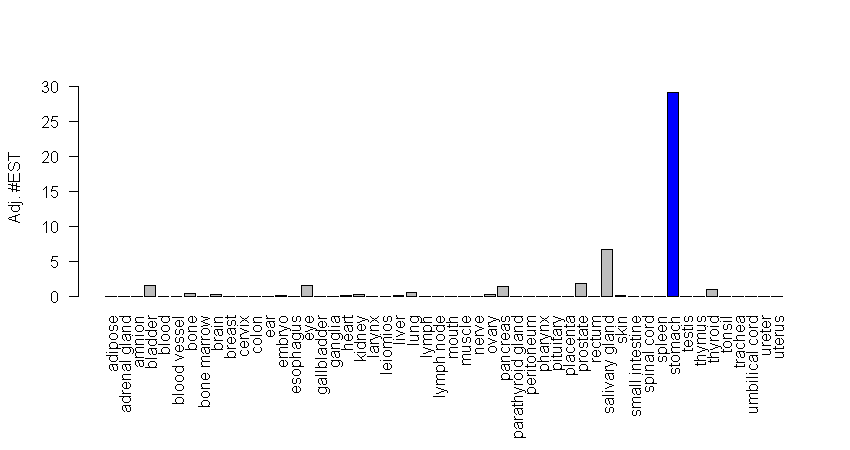 Adj. #EST
30
25
20
15
10
5
0
adipose
adrenal gland
amnion
bladder
blood
blood vessel
bone
bone marrow
brain
breast
cervix
colon
ear
embryo
esophagus
eye
gallbladder
ganglia
heart
kidney
larynx
leiomios
liver
lung
lymph
lymph node
mouth
muscle
nerve
ovary
pancreas
parathyroid gland
peritoneum
pharynx
pituitary
placenta
prostate
rectum
salivary gland
skin
small intestine
spinal cord
spleen
stomach
testis
thymus
thyroid
tonsil
trachea
umbilical cord
ureter
uterus